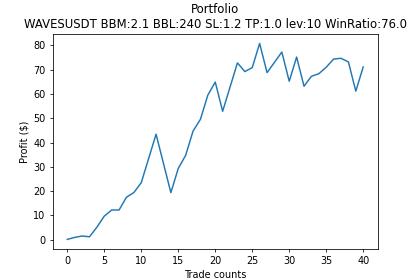 Portfolio
WAVESUSDT BBM:2.1 BBL:240 SL:1.2 TP:1.0 lev:10 WinRatio:76.0
80
70
60
50
40
30
20
10
0
Profit ($)
0 5 10 15 20 25 30 35 40
Trade counts